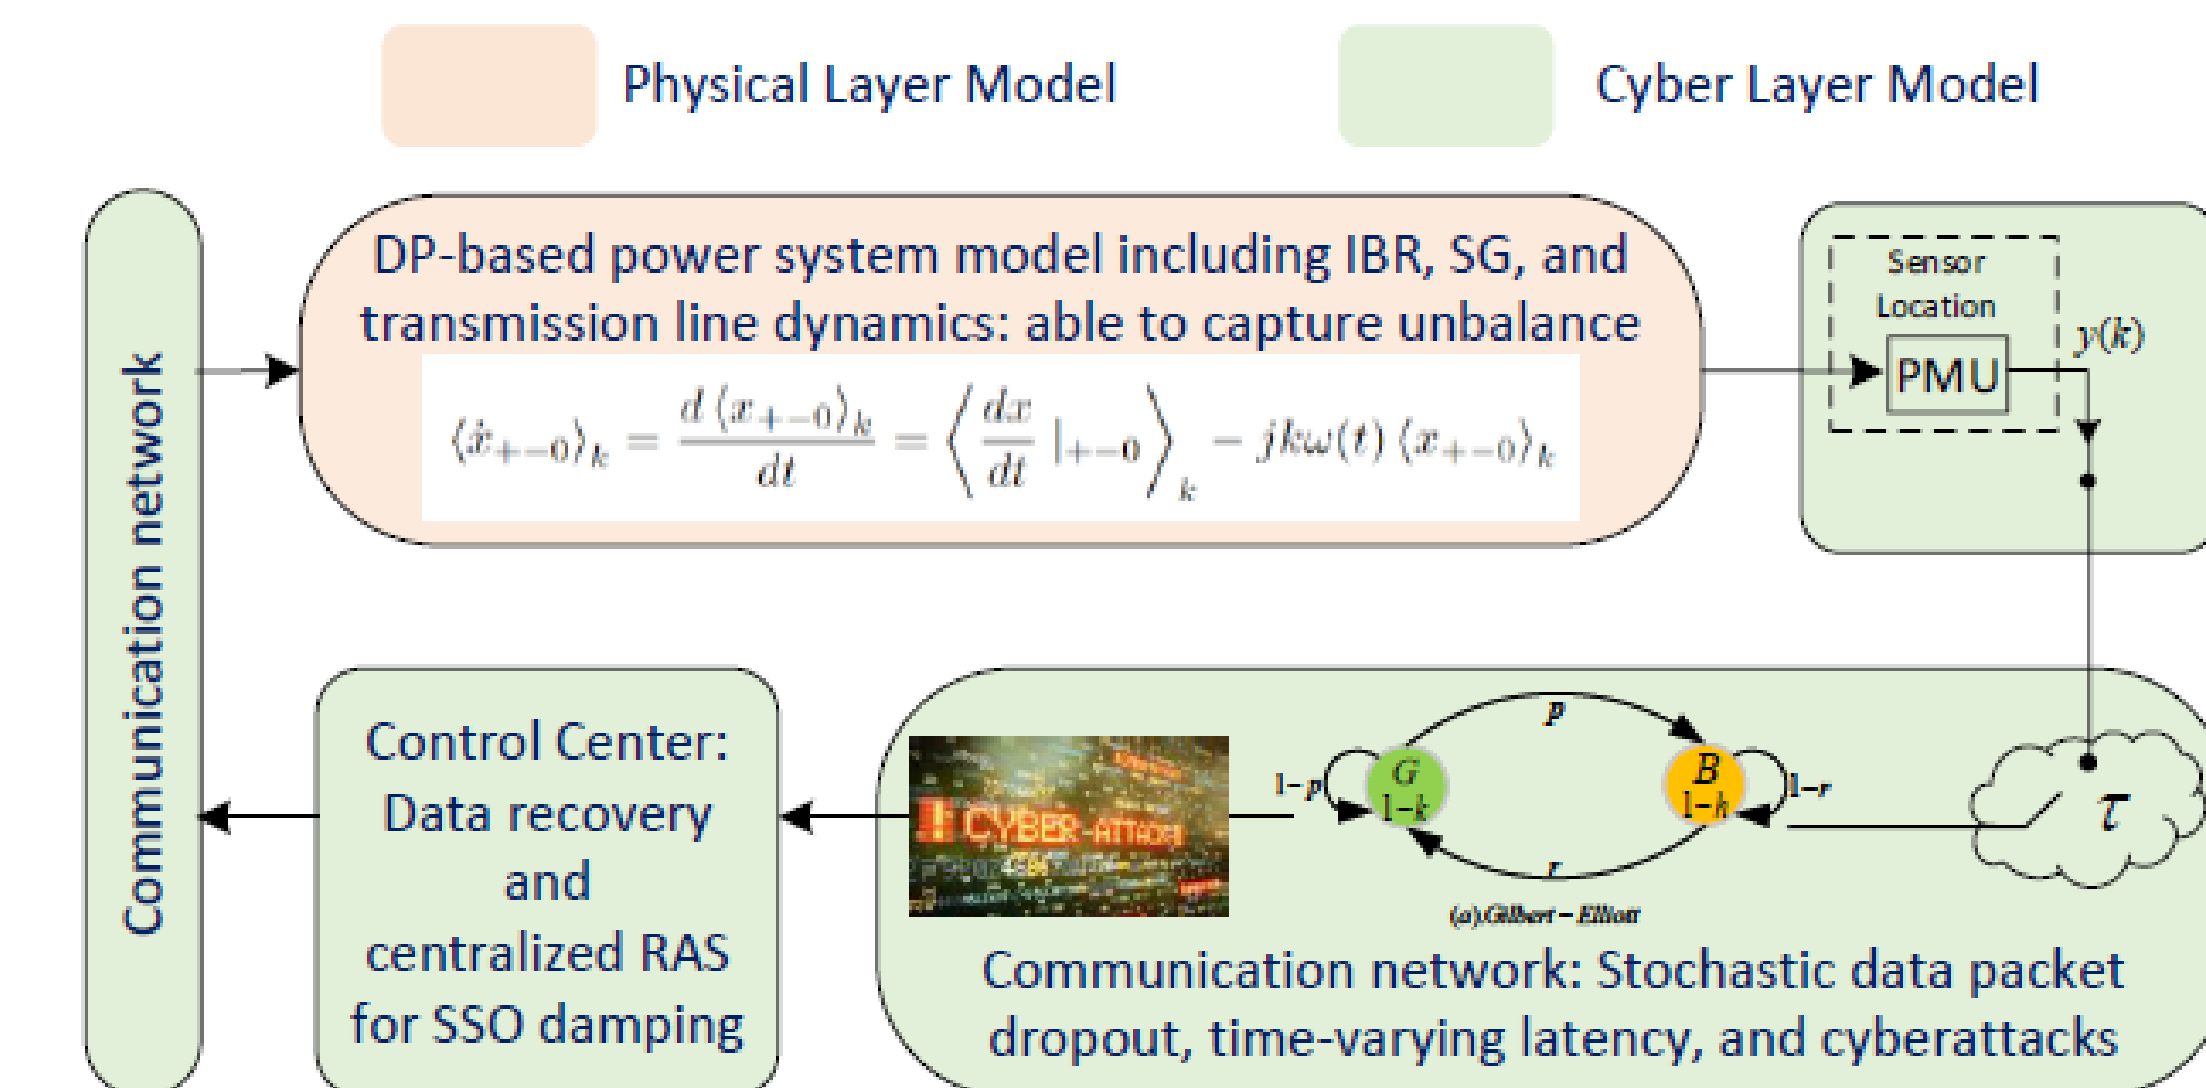 Physical Layer Model
Cyber Layer Model
Communication network
DP-based power system model including IBR, SG, and
transmission line dynamics: able to capture unbalance
⟨ẋ₊₋₀⟩ₖ = d⟨x₊₋₀⟩ₖ/dt = ⟨dx/dt |₊₋₀⟩ₖ − jkω(t)⟨x₊₋₀⟩ₖ
Sensor
Location
PMU
y(k)
Control Center:
Data recovery
and
centralized RAS
for SSO damping
CYBER-ATTACK
p
1−p
G
1−k
B
1−h
1−r
r
τ
(a).Gilbert−Elliott
Communication network: Stochastic data packet
dropout, time-varying latency, and cyberattacks